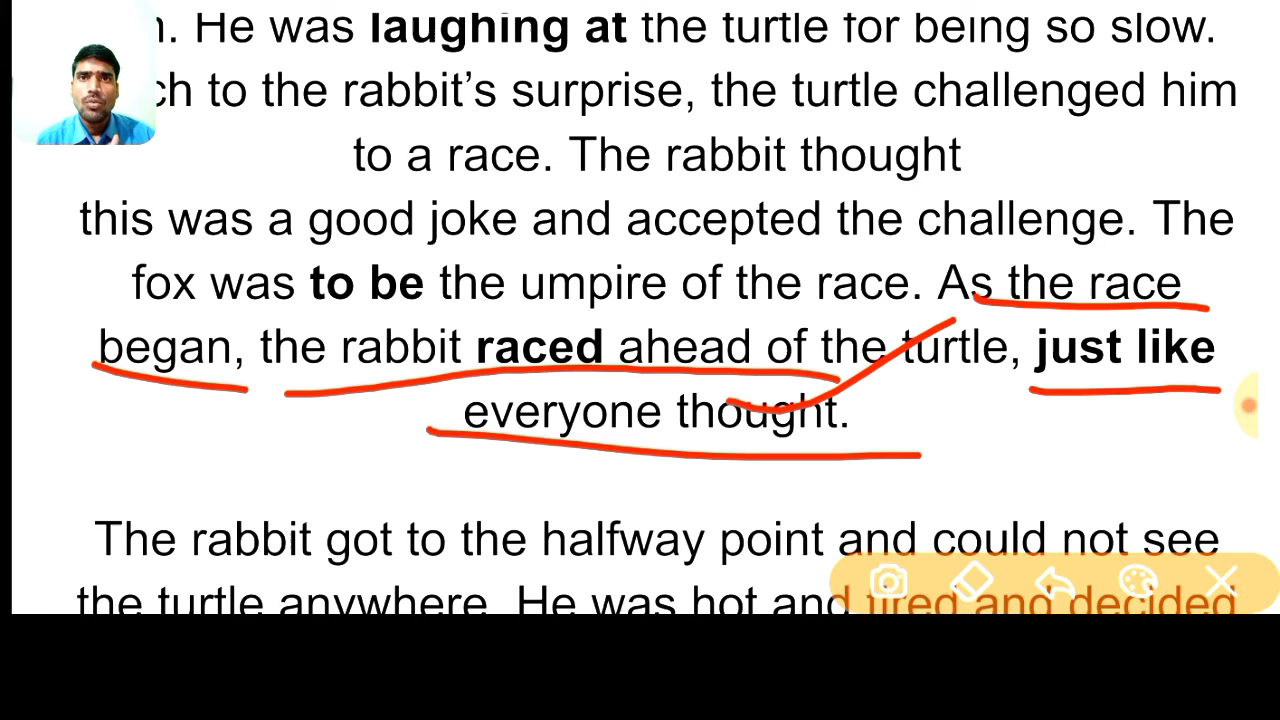 He was laughing at the turtle for being so slow.
to the rabbit's surprise, the turtle challenged him
to a race. The rabbit thought
this was a good joke and accepted the challenge. The
fox was to be the umpire of the race. As the race
began, the rabbit raced ahead of the turtle, just like
everyone thought.
The rabbit got to the halfway point and could not see
the turtle anywhere. He was hot and tired and decided